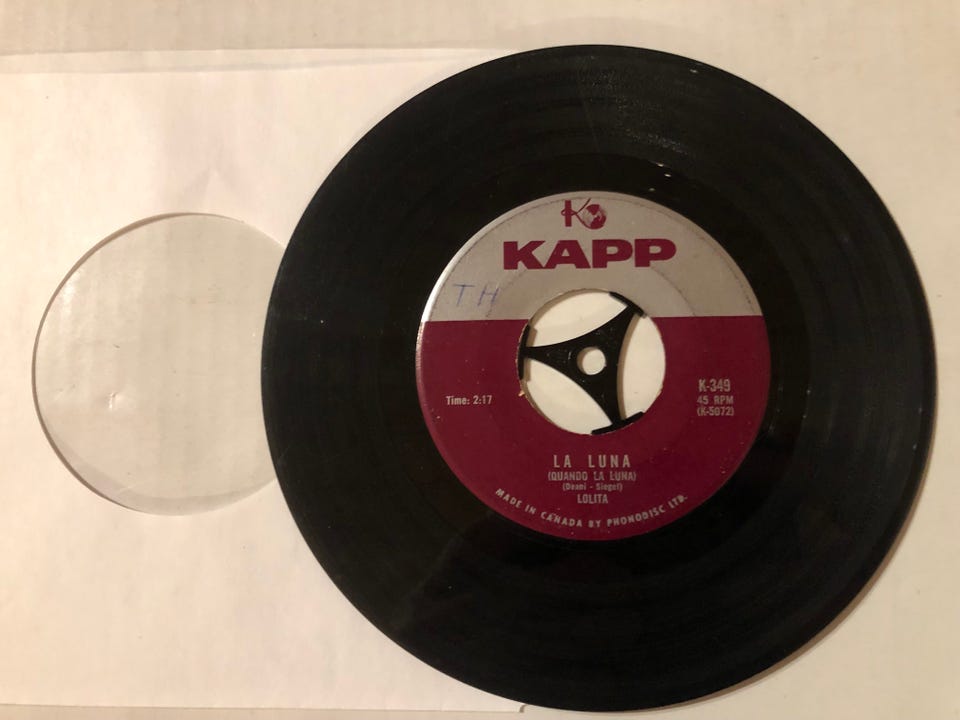 K
KAPP
TH
Time: 2:17
K-349
45 RPM
(K-5072)
LA LUNA
(QUANDO LA LUNA)
(Deani - Siegel)
LOLITA
MADE IN CANADA BY PHONODISC LTD.